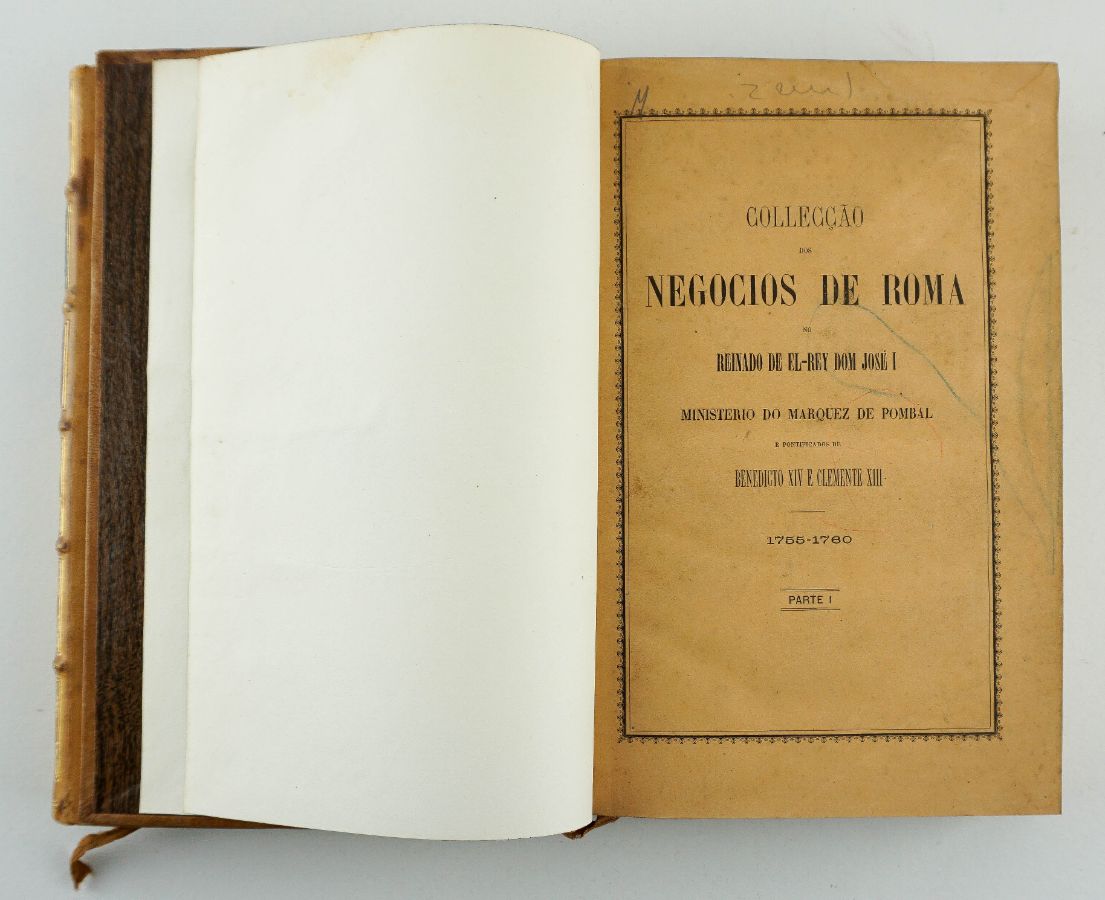 COLLECÇÃO
DOS
NEGOCIOS DE ROMA
NO
REINADO DE EL-REY DOM JOSÉ I
MINISTERIO DO MARQUEZ DE POMBAL
E PONTIFICADOS DE
BENEDICTO XIV E CLEMENTE XIII
1755-1760
PARTE I